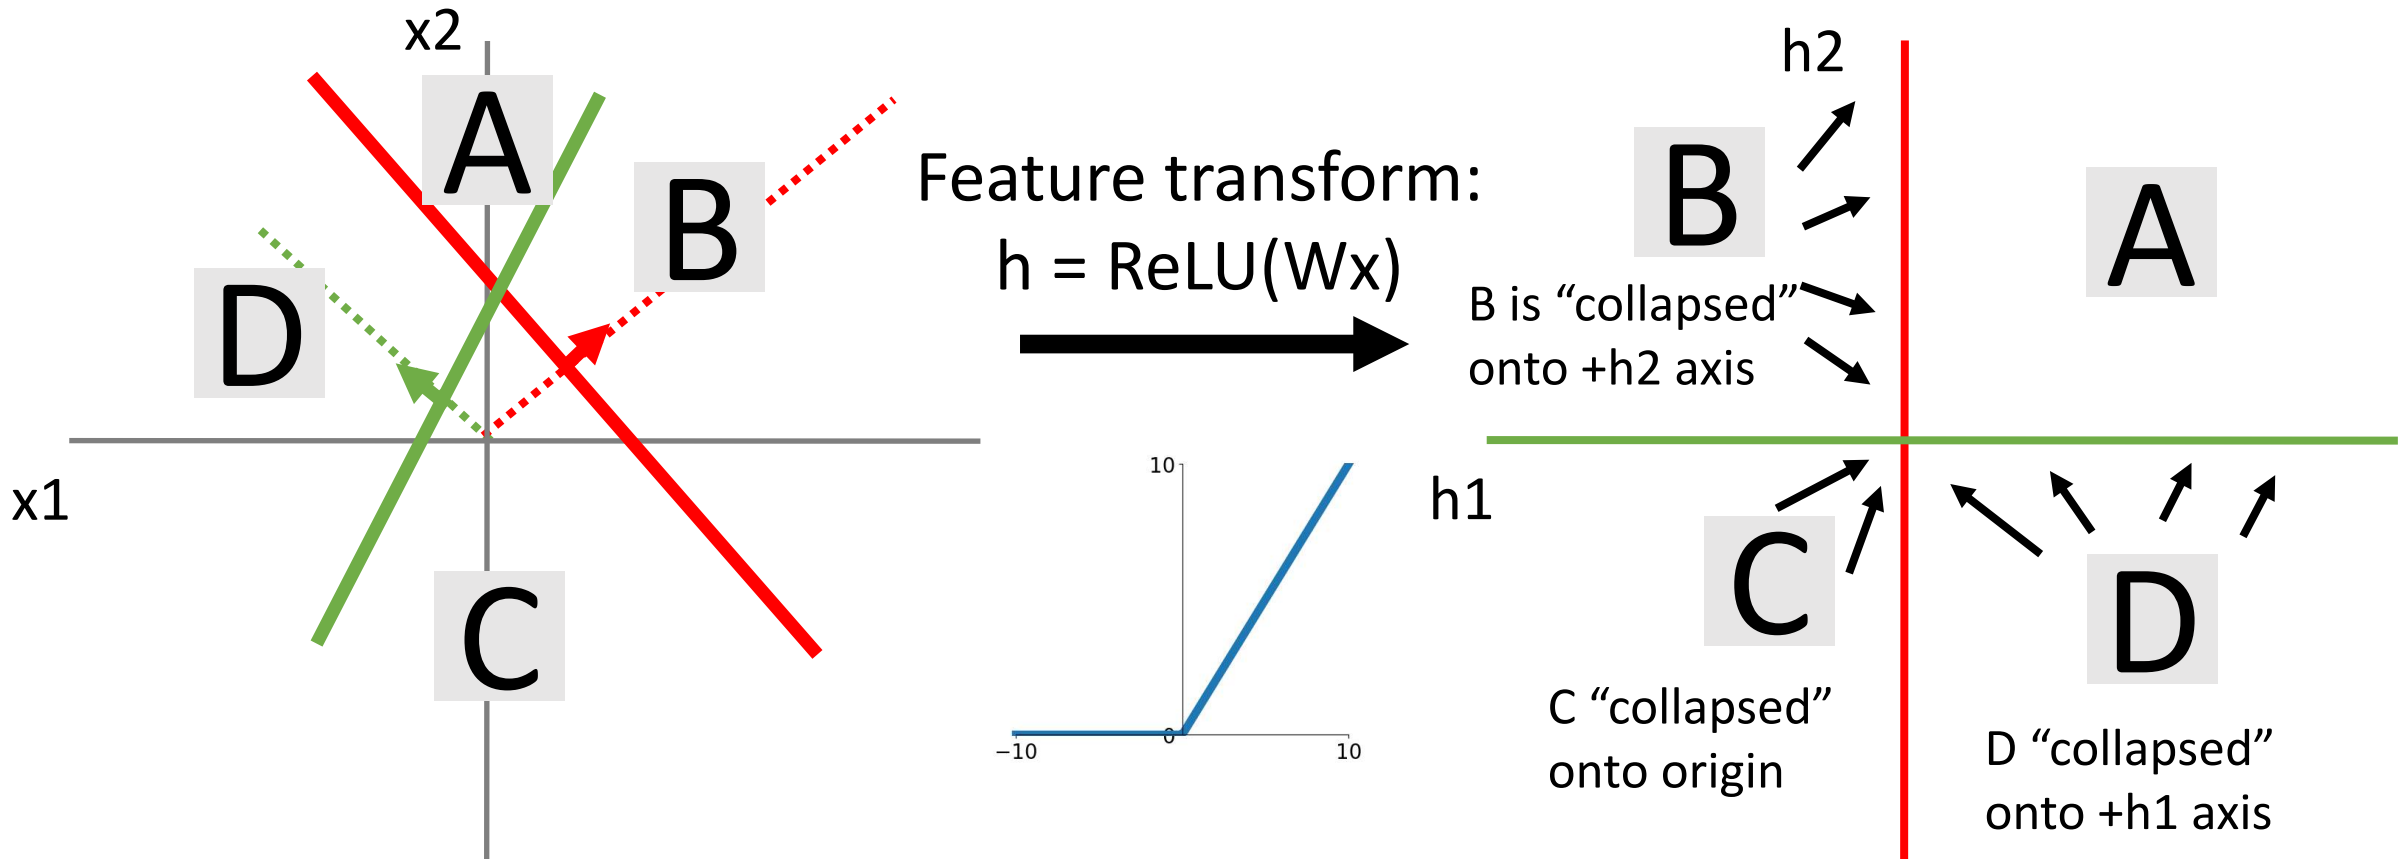 x2
A
B
D
x1
C
Feature transform:
h = ReLU(Wx)
10
0
−10
10
h2
B
A
B is “collapsed”
onto +h2 axis
h1
C
D
C “collapsed”
onto origin
D “collapsed”
onto +h1 axis